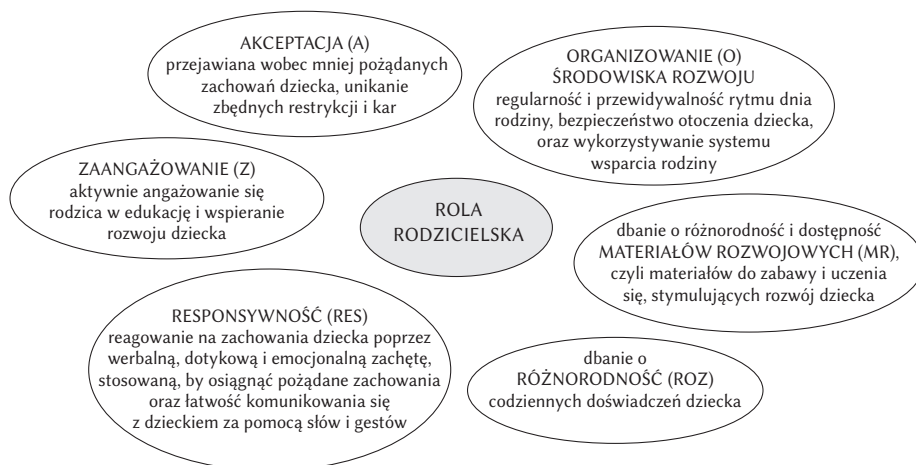 AKCEPTACJA (A)
przejawiana wobec mniej pożądanych
zachowań dziecka, unikanie
zbędnych restrykcji i kar
ORGANIZOWANIE (O)
ŚRODOWISKA ROZWOJU
regularność i przewidywalność rytmu dnia
rodziny, bezpieczeństwo otoczenia dziecka,
oraz wykorzystywanie systemu
wsparcia rodziny
ZAANGAŻOWANIE (Z)
aktywnie angażowanie się
rodzica w edukację i wspieranie
rozwoju dziecka
ROLA
RODZICIELSKA
dbanie o różnorodność i dostępność
MATERIAŁÓW ROZWOJOWYCH (MR),
czyli materiałów do zabawy i uczenia
się, stymulujących rozwój dziecka
RESPONSYWNOŚĆ (RES)
reagowanie na zachowania dziecka poprzez
werbalną, dotykową i emocjonalną zachętę,
stosowaną, by osiągnąć pożądane zachowania
oraz łatwość komunikowania się
z dzieckiem za pomocą słów i gestów
dbanie o
RÓŻNORODNOŚĆ (ROZ)
codziennych doświadczeń dziecka